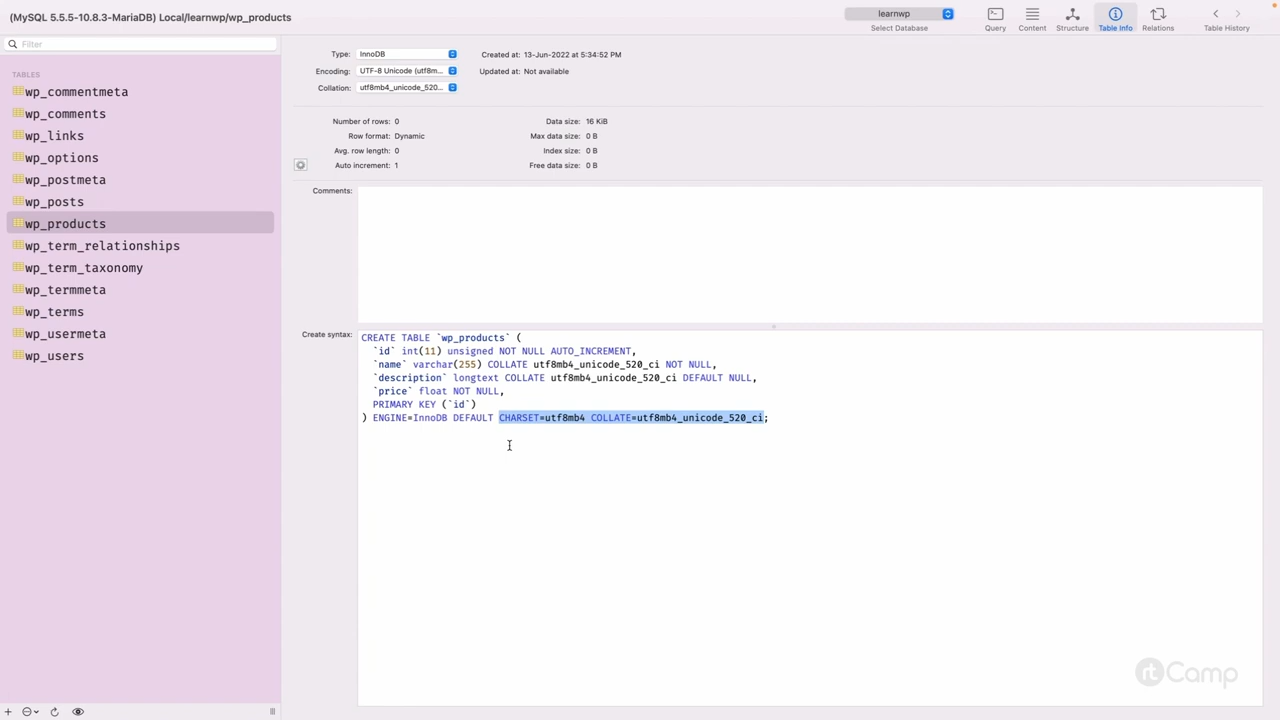 (MySQL 5.5.5-10.8.3-MariaDB) Local/learnwp/wp_products
learnwp
Select Database
Query
Content
Structure
Table Info
Relations
Table History
Filter
TABLES
wp_commentmeta
wp_comments
wp_links
wp_options
wp_postmeta
wp_posts
wp_products
wp_term_relationships
wp_term_taxonomy
wp_termmeta
wp_terms
wp_usermeta
wp_users
Type: InnoDB
Created at: 13-Jun-2022 at 5:34:52 PM
Encoding: UTF-8 Unicode (utf8m...
Updated at: Not available
Collation: utf8mb4_unicode_520...
Number of rows: 0
Data size: 16 KiB
Row format: Dynamic
Max data size: 0 B
Avg. row length: 0
Index size: 0 B
Auto increment: 1
Free data size: 0 B
Comments:
Create syntax:
CREATE TABLE `wp_products` (
`id` int(11) unsigned NOT NULL AUTO_INCREMENT,
`name` varchar(255) COLLATE utf8mb4_unicode_520_ci NOT NULL,
`description` longtext COLLATE utf8mb4_unicode_520_ci DEFAULT NULL,
`price` float NOT NULL,
PRIMARY KEY (`id`)
) ENGINE=InnoDB DEFAULT CHARSET=utf8mb4 COLLATE=utf8mb4_unicode_520_ci;
rtCamp